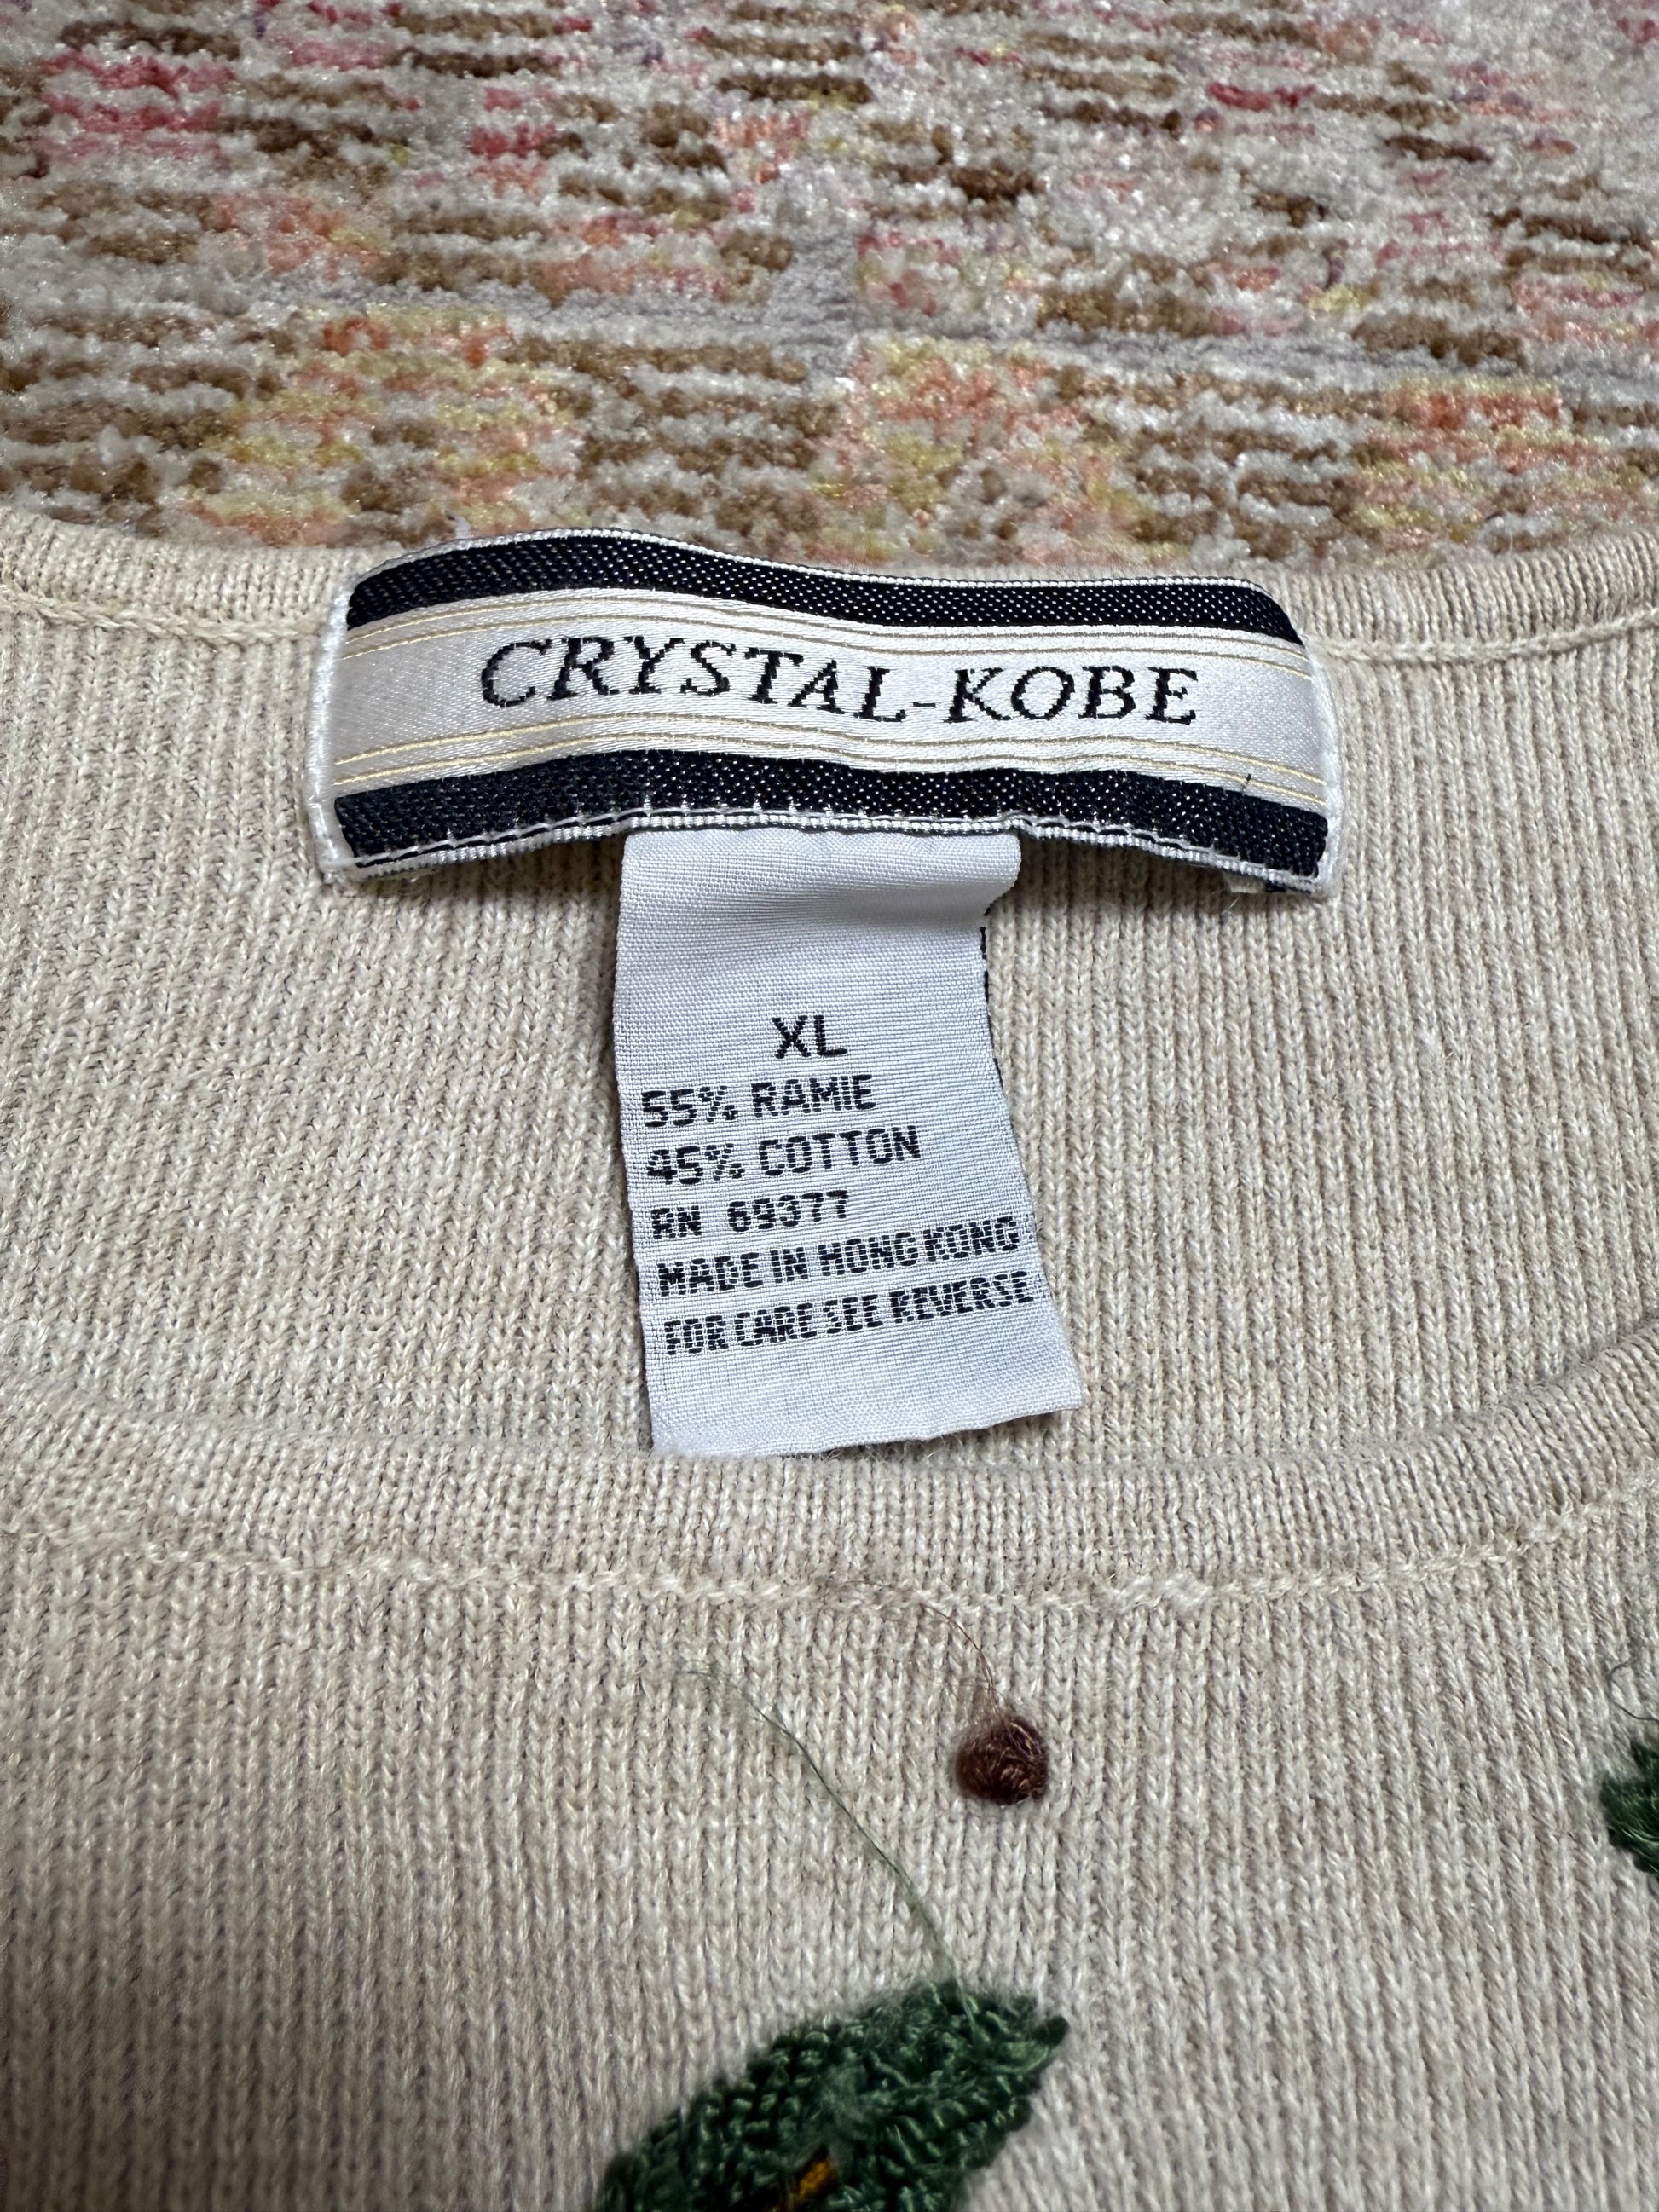 CRYSTAL-KOBE
XL
55% RAMIE
45% COTTON
RN 69377
MADE IN HONG KONG
FOR CARE SEE REVERSE